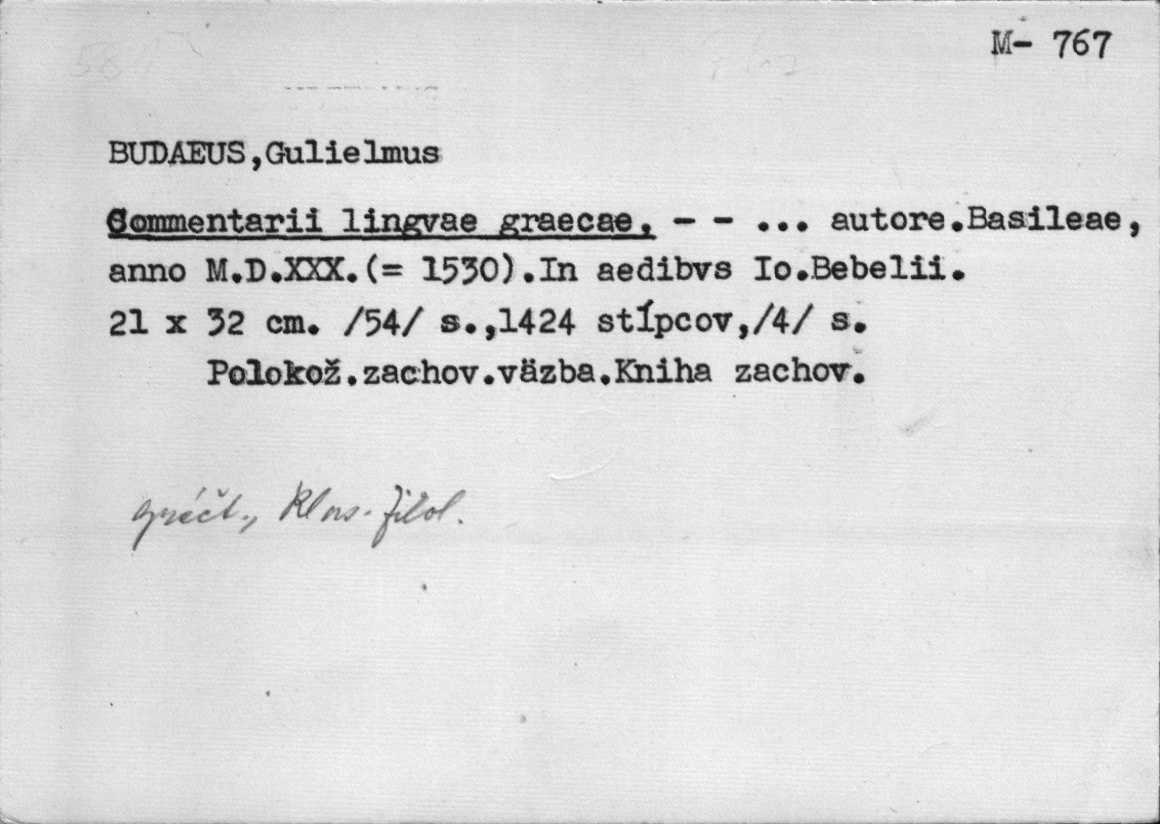 M- 767
BUDAEUS,Gulielmus
Commentarii lingvae graecae, - - ... autore.Basileae,
anno M.D.XXX.(= 1530).In aedibvs Io.Bebelii.
21 x 32 cm. /54/ s.,1424 stĺpcov,/4/ s.
Polokož.zachov.väzba.Kniha zachov.
gréčt., klas. filol.